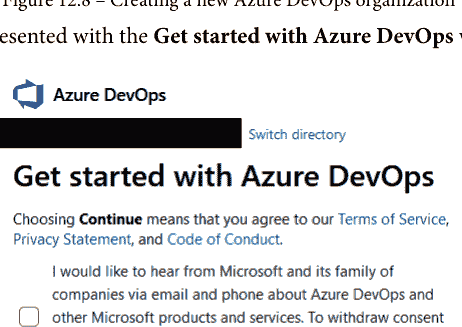 Figure 12.8 – Creating a new Azure DevOps organization
esented with the Get started with Azure DevOps
Azure DevOps
Switch directory
Get started with Azure DevOps
Choosing Continue means that you agree to our Terms of Service,
Privacy Statement, and Code of Conduct.
I would like to hear from Microsoft and its family of
companies via email and phone about Azure DevOps and
other Microsoft products and services. To withdraw consent